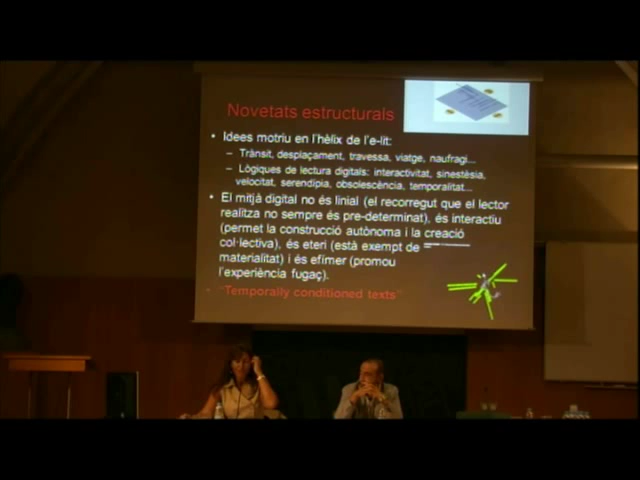 Novetats estructurals
• Idees motriu en l'hèlix de l'e-lit:
– Trànsit, desplaçament, travessa, viatge, naufragi...
– Lògiques de lectura digitals: interactivitat, sinestèsia,
velocitat, serendípia, obsolescència, temporalitat...
• El mitjà digital no és linial (el recorregut que el lector
realitza no sempre és pre-determinat), és interactiu
(permet la construcció autònoma i la creació
col·lectiva), és eteri (està exempt de
materialitat) i és efímer (promou
l'experiència fugaç).
• "Temporally conditioned texts"